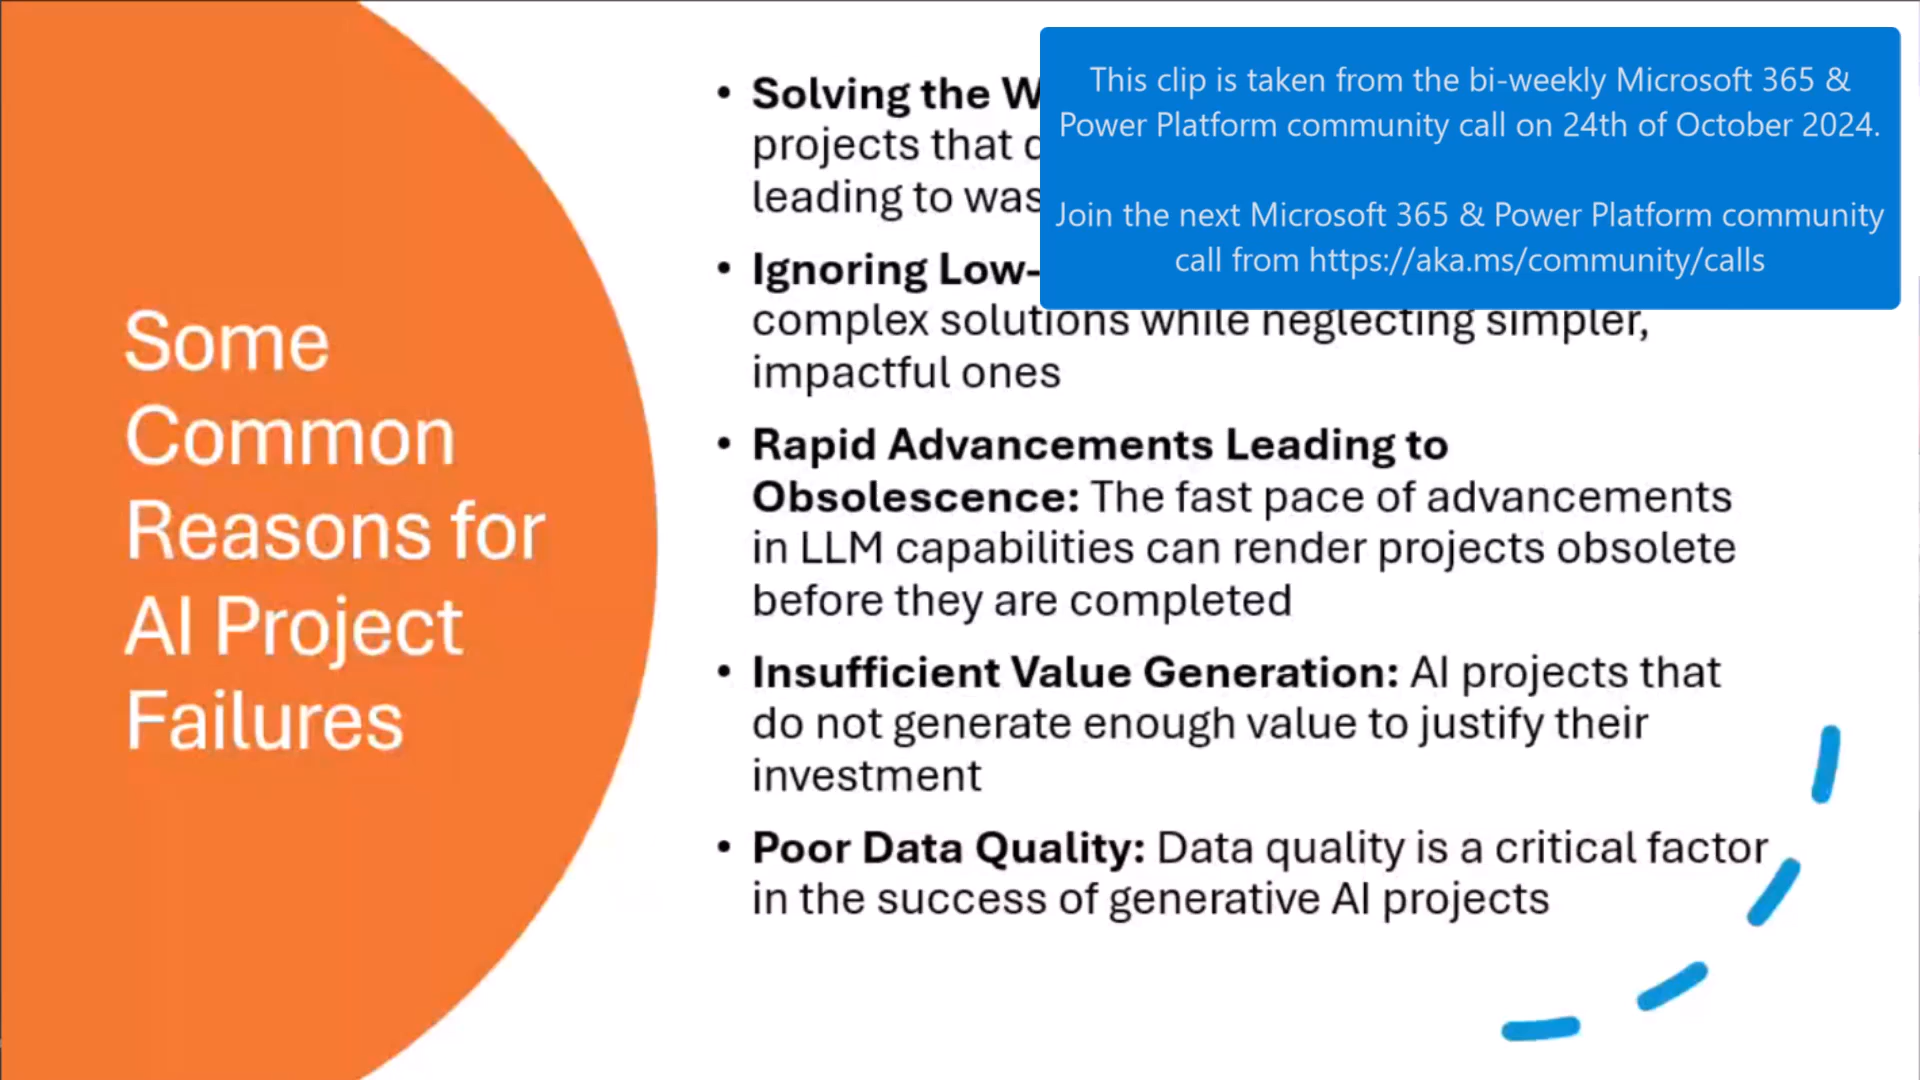 Some
Common
Reasons for
AI Project
Failures
• Solving the
projects that
leading to
• Ignoring Low-
complex solutions while neglecting simpler,
impactful ones
• Rapid Advancements Leading to
Obsolescence: The fast pace of advancements
in LLM capabilities can render projects obsolete
before they are completed
• Insufficient Value Generation: AI projects that
do not generate enough value to justify their
investment
• Poor Data Quality: Data quality is a critical factor
in the success of generative AI projects
This clip is taken from the bi-weekly Microsoft 365 &
Power Platform community call on 24th of October 2024.
Join the next Microsoft 365 & Power Platform community
call from https://aka.ms/community/calls